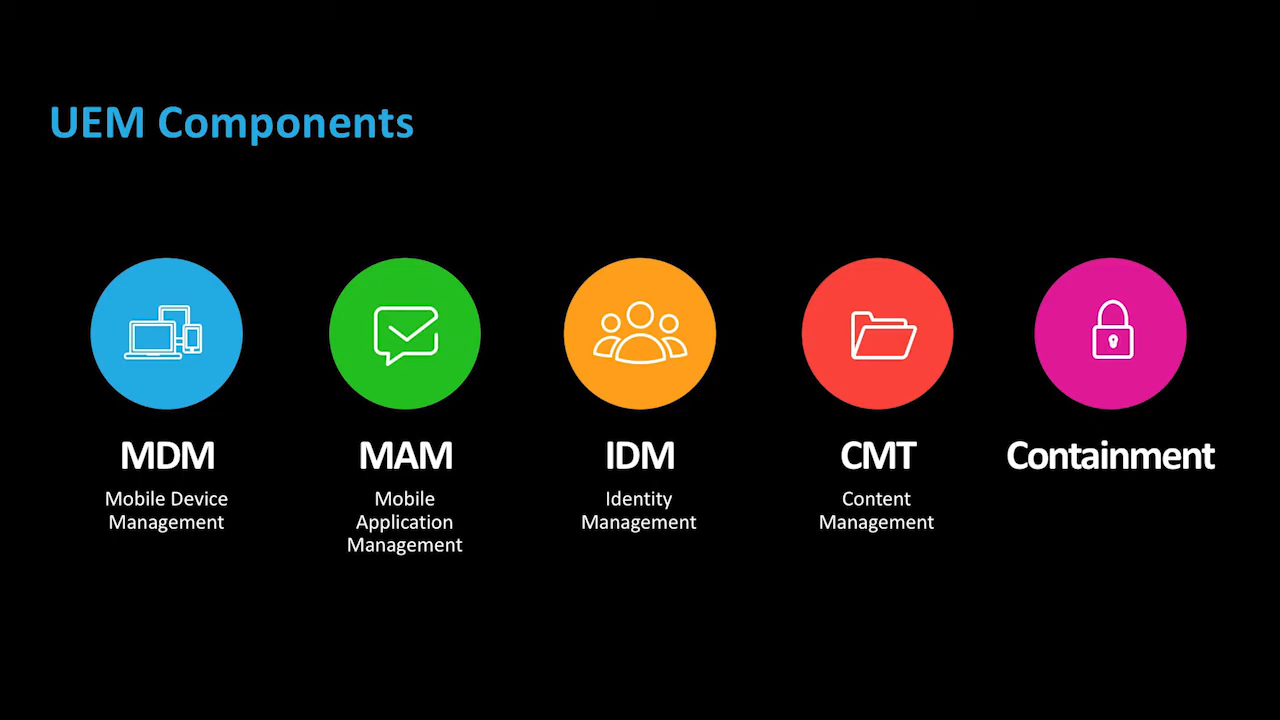 UEM Components
MDM
Mobile Device
Management
MAM
Mobile
Application
Management
IDM
Identity
Management
CMT
Content
Management
Containment